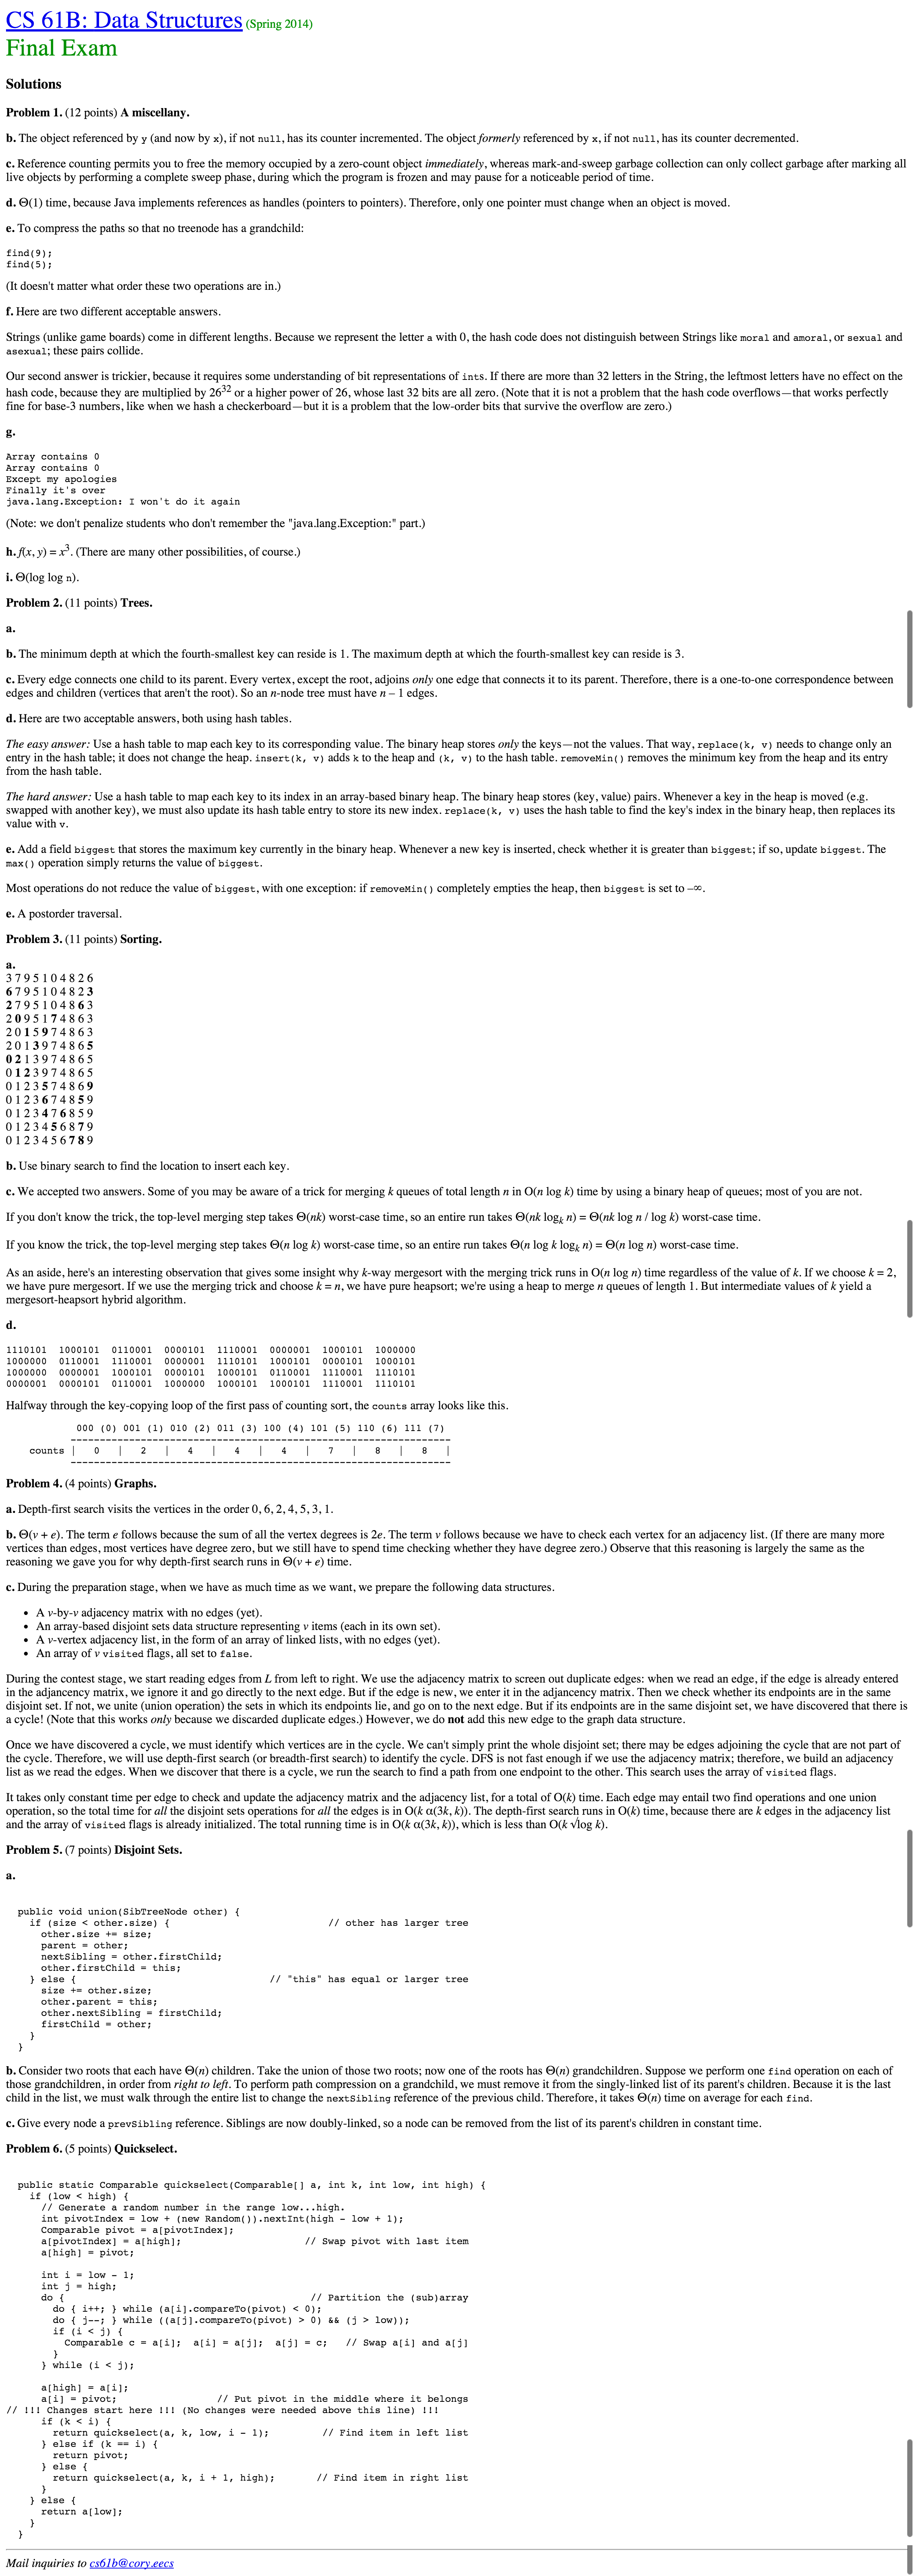 CS 61B: Data Structures (Spring 2014)
Final Exam
Solutions
Problem 1. (12 points) A miscellany.
b. The object referenced by y (and now by x), if not null, has its counter incremented. The object formerly referenced by x, if not null, has its counter decremented.
c. Reference counting permits you to free the memory occupied by a zero-count object immediately, whereas mark-and-sweep garbage collection can only collect garbage after marking all
live objects by performing a complete sweep phase, during which the program is frozen and may pause for a noticeable period of time.
d. Θ(1) time, because Java implements references as handles (pointers to pointers). Therefore, only one pointer must change when an object is moved.
e. To compress the paths so that no treenode has a grandchild:
find(9);
find(5);
(It doesn't matter what order these two operations are in.)
f. Here are two different acceptable answers.
Strings (unlike game boards) come in different lengths. Because we represent the letter a with 0, the hash code does not distinguish between Strings like moral and amoral, or sexual and
asexual; these pairs collide.
Our second answer is trickier, because it requires some understanding of bit representations of ints. If there are more than 32 letters in the String, the leftmost letters have no effect on the
hash code, because they are multiplied by 26^32 or a higher power of 26, whose last 32 bits are all zero. (Note that it is not a problem that the hash code overflows—that works perfectly
fine for base-3 numbers, like when we hash a checkerboard—but it is a problem that the low-order bits that survive the overflow are zero.)
g.
Array contains 0
Array contains 0
Except my apologies
Finally it's over
java.lang.Exception: I won't do it again
(Note: we don't penalize students who don't remember the "java.lang.Exception:" part.)
h. f(x, y) = x^3. (There are many other possibilities, of course.)
i. Θ(log log n).
Problem 2. (11 points) Trees.
a.
b. The minimum depth at which the fourth-smallest key can reside is 1. The maximum depth at which the fourth-smallest key can reside is 3.
c. Every edge connects one child to its parent. Every vertex, except the root, adjoins only one edge that connects it to its parent. Therefore, there is a one-to-one correspondence between
edges and children (vertices that aren't the root). So an n-node tree must have n – 1 edges.
d. Here are two acceptable answers, both using hash tables.
The easy answer: Use a hash table to map each key to its corresponding value. The binary heap stores only the keys—not the values. That way, replace(k, v) needs to change only an
entry in the hash table; it does not change the heap. insert(k, v) adds k to the heap and (k, v) to the hash table. removeMin() removes the minimum key from the heap and its entry
from the hash table.
The hard answer: Use a hash table to map each key to its index in an array-based binary heap. The binary heap stores (key, value) pairs. Whenever a key in the heap is moved (e.g.
swapped with another key), we must also update its hash table entry to store its new index. replace(k, v) uses the hash table to find the key's index in the binary heap, then replaces its
value with v.
e. Add a field biggest that stores the maximum key currently in the binary heap. Whenever a new key is inserted, check whether it is greater than biggest; if so, update biggest. The
max() operation simply returns the value of biggest.
Most operations do not reduce the value of biggest, with one exception: if removeMin() completely empties the heap, then biggest is set to –∞.
e. A postorder traversal.
Problem 3. (11 points) Sorting.
a.
3 7 9 5 1 0 4 8 2 6
6 7 9 5 1 0 4 8 2 3
2 7 9 5 1 0 4 8 6 3
2 0 9 5 1 7 4 8 6 3
2 0 1 5 9 7 4 8 6 3
2 0 1 3 9 7 4 8 6 5
0 2 1 3 9 7 4 8 6 5
0 1 2 3 9 7 4 8 6 5
0 1 2 3 5 7 4 8 6 9
0 1 2 3 6 7 4 8 5 9
0 1 2 3 4 7 6 8 5 9
0 1 2 3 4 5 6 8 7 9
0 1 2 3 4 5 6 7 8 9
b. Use binary search to find the location to insert each key.
c. We accepted two answers. Some of you may be aware of a trick for merging k queues of total length n in O(n log k) time by using a binary heap of queues; most of you are not.
If you don't know the trick, the top-level merging step takes Θ(nk) worst-case time, so an entire run takes Θ(nk log_k n) = Θ(nk log n / log k) worst-case time.
If you know the trick, the top-level merging step takes Θ(n log k) worst-case time, so an entire run takes Θ(n log k log_k n) = Θ(n log n) worst-case time.
As an aside, here's an interesting observation that gives some insight why k-way mergesort with the merging trick runs in O(n log n) time regardless of the value of k. If we choose k = 2,
we have pure mergesort. If we use the merging trick and choose k = n, we have pure heapsort; we're using a heap to merge n queues of length 1. But intermediate values of k yield a
mergesort-heapsort hybrid algorithm.
d.
1110101  1000101  0110001  0000101  1110001  0000001  1000101  1000000
1000000  0110001  1110001  0000001  1110101  1000101  0000101  1000101
1000000  0000001  1000101  0000101  1000101  0110001  1110001  1110101
0000001  0000101  0110001  1000000  1000101  1000101  1110001  1110101
Halfway through the key-copying loop of the first pass of counting sort, the counts array looks like this.
000 (0) 001 (1) 010 (2) 011 (3) 100 (4) 101 (5) 110 (6) 111 (7)
----------------------------------------------------------------
counts |   0   |   2   |   4   |   4   |   4   |   7   |   8   |   8   |
----------------------------------------------------------------
Problem 4. (4 points) Graphs.
a. Depth-first search visits the vertices in the order 0, 6, 2, 4, 5, 3, 1.
b. Θ(v + e). The term e follows because the sum of all the vertex degrees is 2e. The term v follows because we have to check each vertex for an adjacency list. (If there are many more
vertices than edges, most vertices have degree zero, but we still have to spend time checking whether they have degree zero.) Observe that this reasoning is largely the same as the
reasoning we gave you for why depth-first search runs in Θ(v + e) time.
c. During the preparation stage, when we have as much time as we want, we prepare the following data structures.
• A v-by-v adjacency matrix with no edges (yet).
• An array-based disjoint sets data structure representing v items (each in its own set).
• A v-vertex adjacency list, in the form of an array of linked lists, with no edges (yet).
• An array of v visited flags, all set to false.
During the contest stage, we start reading edges from L from left to right. We use the adjacency matrix to screen out duplicate edges: when we read an edge, if the edge is already entered
in the adjancency matrix, we ignore it and go directly to the next edge. But if the edge is new, we enter it in the adjancency matrix. Then we check whether its endpoints are in the same
disjoint set. If not, we unite (union operation) the sets in which its endpoints lie, and go on to the next edge. But if its endpoints are in the same disjoint set, we have discovered that there is
a cycle! (Note that this works only because we discarded duplicate edges.) However, we do not add this new edge to the graph data structure.
Once we have discovered a cycle, we must identify which vertices are in the cycle. We can't simply print the whole disjoint set; there may be edges adjoining the cycle that are not part of
the cycle. Therefore, we will use depth-first search (or breadth-first search) to identify the cycle. DFS is not fast enough if we use the adjacency matrix; therefore, we build an adjacency
list as we read the edges. When we discover that there is a cycle, we run the search to find a path from one endpoint to the other. This search uses the array of visited flags.
It takes only constant time per edge to check and update the adjacency matrix and the adjacency list, for a total of O(k) time. Each edge may entail two find operations and one union
operation, so the total time for all the disjoint sets operations for all the edges is in O(k α(3k, k)). The depth-first search runs in O(k) time, because there are k edges in the adjacency list
and the array of visited flags is already initialized. The total running time is in O(k α(3k, k)), which is less than O(k √log k).
Problem 5. (7 points) Disjoint Sets.
a.
public void union(SibTreeNode other) {
if (size < other.size) {                           // other has larger tree
other.size += size;
parent = other;
nextSibling = other.firstChild;
other.firstChild = this;
} else {                                 // "this" has equal or larger tree
size += other.size;
other.parent = this;
other.nextSibling = firstChild;
firstChild = other;
}
}
b. Consider two roots that each have Θ(n) children. Take the union of those two roots; now one of the roots has Θ(n) grandchildren. Suppose we perform one find operation on each of
those grandchildren, in order from right to left. To perform path compression on a grandchild, we must remove it from the singly-linked list of its parent's children. Because it is the last
child in the list, we must walk through the entire list to change the nextSibling reference of the previous child. Therefore, it takes Θ(n) time on average for each find.
c. Give every node a prevSibling reference. Siblings are now doubly-linked, so a node can be removed from the list of its parent's children in constant time.
Problem 6. (5 points) Quickselect.
public static Comparable quickselect(Comparable[] a, int k, int low, int high) {
if (low < high) {
// Generate a random number in the range low...high.
int pivotIndex = low + (new Random()).nextInt(high - low + 1);
Comparable pivot = a[pivotIndex];
a[pivotIndex] = a[high];                     // Swap pivot with last item
a[high] = pivot;
int i = low - 1;
int j = high;
do {                                          // Partition the (sub)array
do { i++; } while (a[i].compareTo(pivot) < 0);
do { j--; } while ((a[j].compareTo(pivot) > 0) && (j > low));
if (i < j) {
Comparable c = a[i];  a[i] = a[j];  a[j] = c;   // Swap a[i] and a[j]
}
} while (i < j);
a[high] = a[i];
a[i] = pivot;                 // Put pivot in the middle where it belongs
// !!! Changes start here !!! (No changes were needed above this line) !!!
if (k < i) {
return quickselect(a, k, low, i - 1);         // Find item in left list
} else if (k == i) {
return pivot;
} else {
return quickselect(a, k, i + 1, high);       // Find item in right list
}
} else {
return a[low];
}
}
Mail inquiries to cs61b@cory.eecs